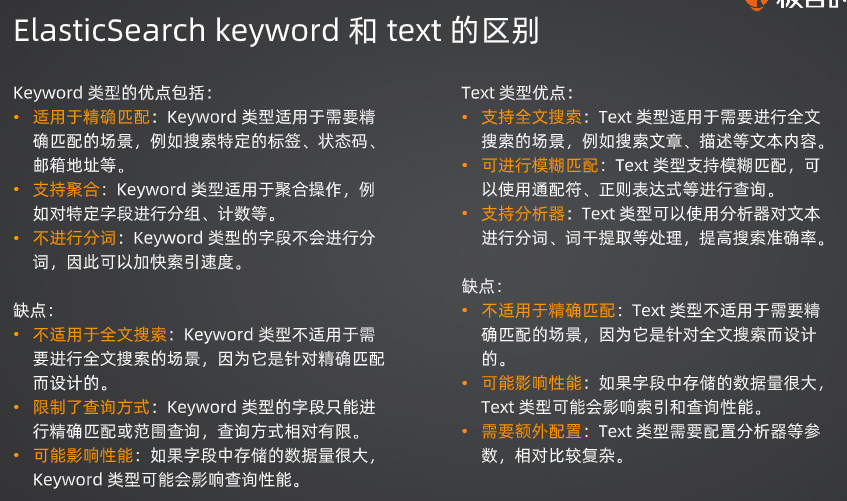 ElasticSearch keyword 和 text 的区别
Keyword 类型的优点包括：
• 适用于精确匹配：Keyword 类型适用于需要精
确匹配的场景，例如搜索特定的标签、状态码、
邮箱地址等。
• 支持聚合：Keyword 类型适用于聚合操作，例
如对特定字段进行分组、计数等。
• 不进行分词：Keyword 类型的字段不会进行分
词，因此可以加快索引速度。
缺点：
• 不适用于全文搜索：Keyword 类型不适用于需
要进行全文搜索的场景，因为它是针对精确匹配
而设计的。
• 限制了查询方式：Keyword 类型的字段只能进
行精确匹配或范围查询，查询方式相对有限。
• 可能影响性能：如果字段中存储的数据量很大，
Keyword 类型可能会影响查询性能。
Text 类型优点：
• 支持全文搜索：Text 类型适用于需要进行全文
搜索的场景，例如搜索文章、描述等文本内容。
• 可进行模糊匹配：Text 类型支持模糊匹配，可
以使用通配符、正则表达式等进行查询。
• 支持分析器：Text 类型可以使用分析器对文本
进行分词、词干提取等处理，提高搜索准确率。
缺点：
• 不适用于精确匹配：Text 类型不适用于需要精
确匹配的场景，因为它是针对全文搜索而设计
的。
• 可能影响性能：如果字段中存储的数据量很大，
Text 类型可能会影响索引和查询性能。
• 需要额外配置：Text 类型需要配置分析器等参
数，相对比较复杂。